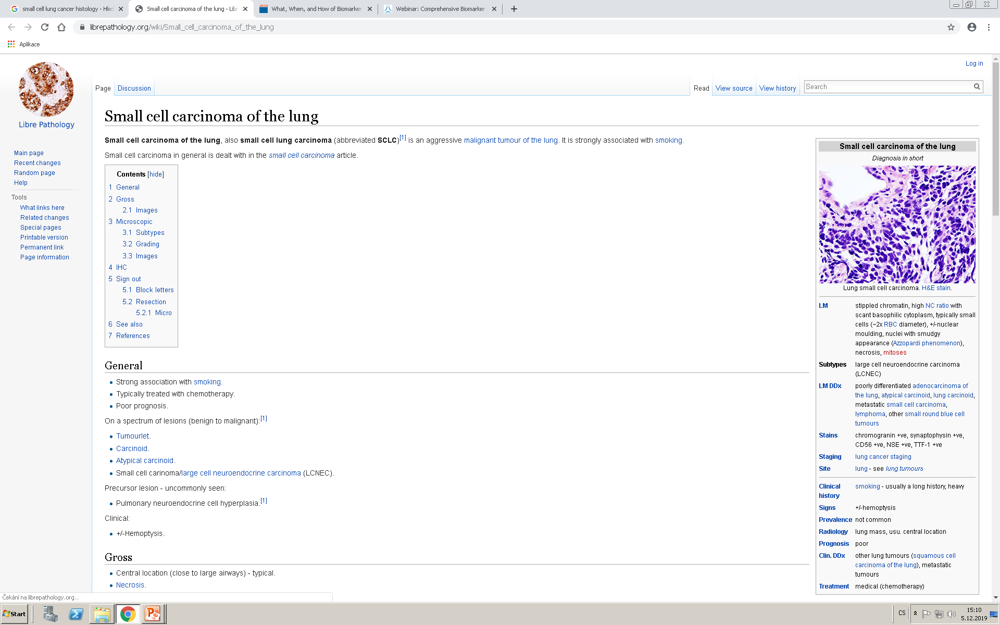 small cell lung cancer histology - Hled
Small cell carcinoma of the lung - Libr
What, When, and How of Biomarker
Webinar: Comprehensive Biomarker
librepathology.org/wiki/Small_cell_carcinoma_of_the_lung
Aplikace
Log in
Libre Pathology
Page
Discussion
Read
View source
View history
Search
Main page
Recent changes
Random page
Help
Tools
What links here
Related changes
Special pages
Printable version
Permanent link
Page information
Small cell carcinoma of the lung
Small cell carcinoma of the lung, also small cell lung carcinoma (abbreviated SCLC)[1] is an aggressive malignant tumour of the lung. It is strongly associated with smoking.
Small cell carcinoma in general is dealt with in the small cell carcinoma article.
Contents [hide]
1 General
2 Gross
2.1 Images
3 Microscopic
3.1 Subtypes
3.2 Grading
3.3 Images
4 IHC
5 Sign out
5.1 Block letters
5.2 Resection
5.2.1 Micro
6 See also
7 References
General
Strong association with smoking.
Typically treated with chemotherapy.
Poor prognosis.
On a spectrum of lesions (benign to malignant):[1]
Tumourlet.
Carcinoid.
Atypical carcinoid.
Small cell carinoma/large cell neuroendocrine carcinoma (LCNEC).
Precursor lesion - uncommonly seen:
Pulmonary neuroendocrine cell hyperplasia.[1]
Clinical:
+/-Hemoptysis.
Gross
Central location (close to large airways) - typical.
Necrosis.
Small cell carcinoma of the lung
Diagnosis in short
Lung small cell carcinoma. H&E stain.
LM stippled chromatin, high NC ratio with
scant basophilic cytoplasm, typically small
cells (~2x RBC diameter), +/-nuclear
moulding, nuclei with smudgy
appearance (Azzopardi phenomenon),
necrosis, mitoses
Subtypes large cell neuroendocrine carcinoma
(LCNEC)
LM DDx poorly differentiated adenocarcinoma of
the lung, atypical carcinoid, lung carcinoid,
metastatic small cell carcinoma,
lymphoma, other small round blue cell
tumours
Stains chromogranin +ve, synaptophysin +ve,
CD56 +ve, NSE +ve, TTF-1 +ve
Staging lung cancer staging
Site lung - see lung tumours
Clinical history smoking - usually a long history, heavy
Signs +/-hemoptysis
Prevalence not common
Radiology lung mass, usu. central location
Prognosis poor
Clin. DDx other lung tumours (squamous cell
carcinoma of the lung), metastatic
tumours
Treatment medical (chemotherapy)
Čekání na librepathology.org...
Start
CS
15:10
5.12.2019